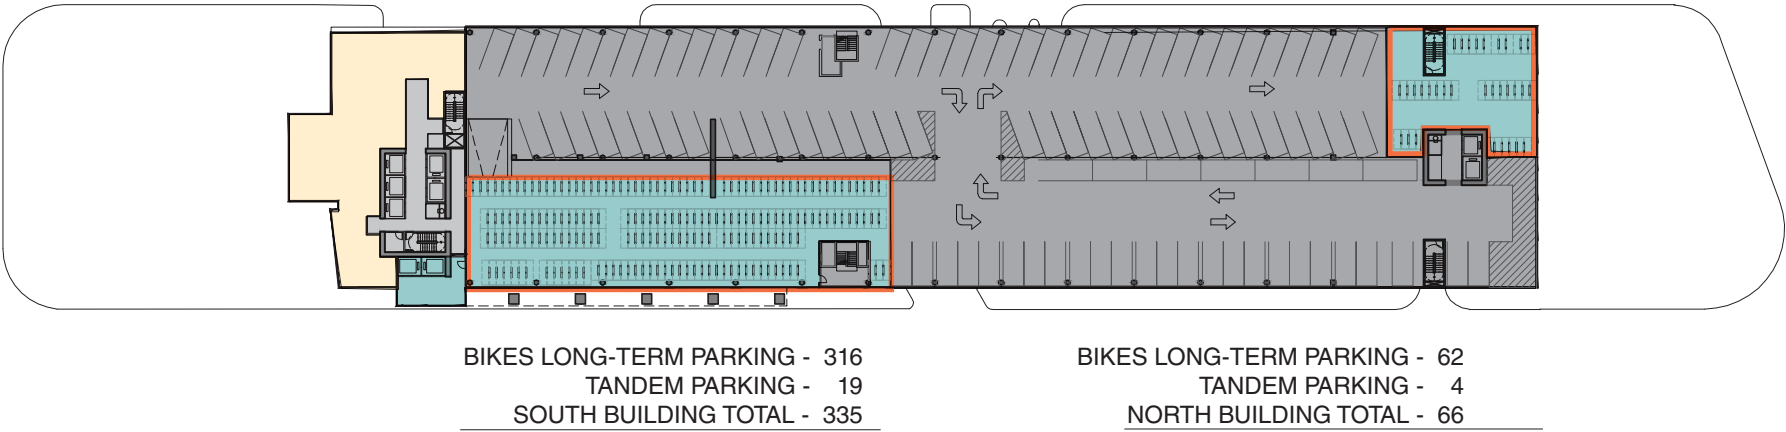 BIKES LONG-TERM PARKING - 316
TANDEM PARKING - 19
SOUTH BUILDING TOTAL - 335
BIKES LONG-TERM PARKING - 62
TANDEM PARKING - 4
NORTH BUILDING TOTAL - 66